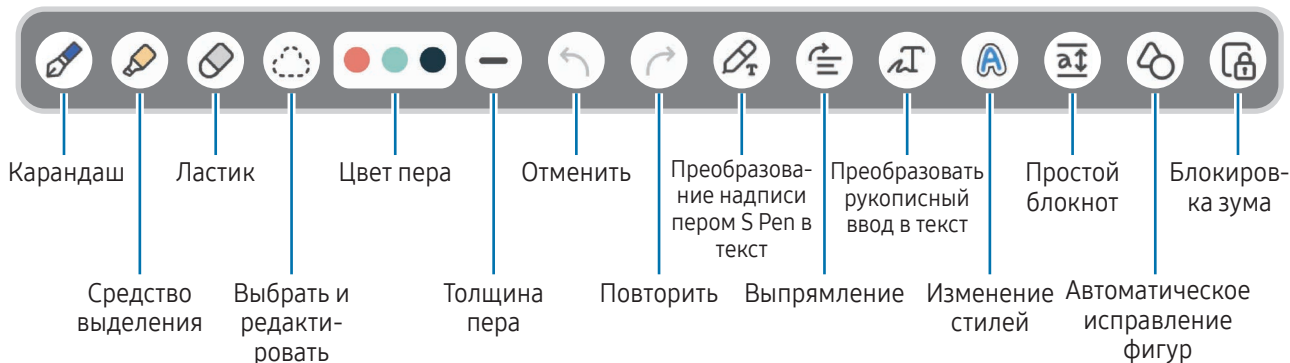 Карандаш
Ластик
Цвет пера
Отменить
Преобразова-
ние надписи
пером S Pen в
текст
Преобразовать
рукописный
ввод в текст
Простой
блокнот
Блокиров-
ка зума
Средство
выделения
Выбрать и
редакти-
ровать
Толщина
пера
Повторить
Выпрямление
Изменение
стилей
Автоматическое
исправление
фигур